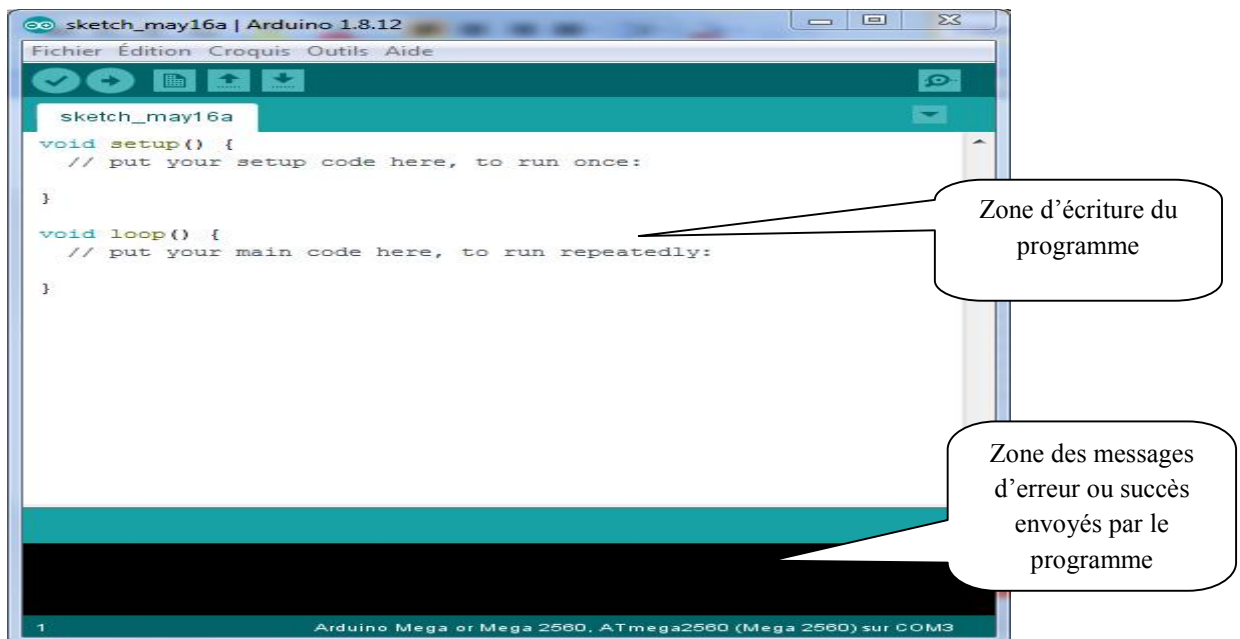 sketch_may16a | Arduino 1.8.12
Fichier Édition Croquis Outils Aide
sketch_may16a
void setup() {
// put your setup code here, to run once:
}
void loop() {
// put your main code here, to run repeatedly:
}
Zone d’écriture du
programme
Zone des messages
d’erreur ou succès
envoyés par le
programme
1 Arduino Mega or Mega 2560, ATmega2560 (Mega 2560) sur COM3